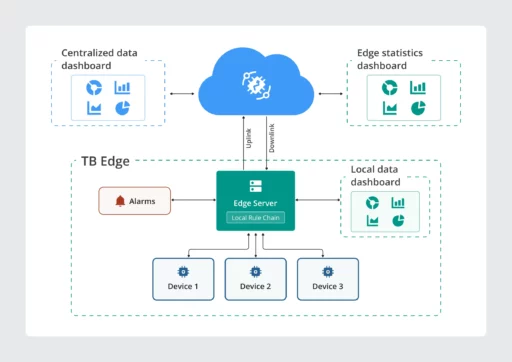 Centralized data
dashboard
Edge statistics
dashboard
Uplink
Downlink
TB Edge
Local data
dashboard
Alarms
Edge Server
Local Rule Chain
Device 1
Device 2
Device 3